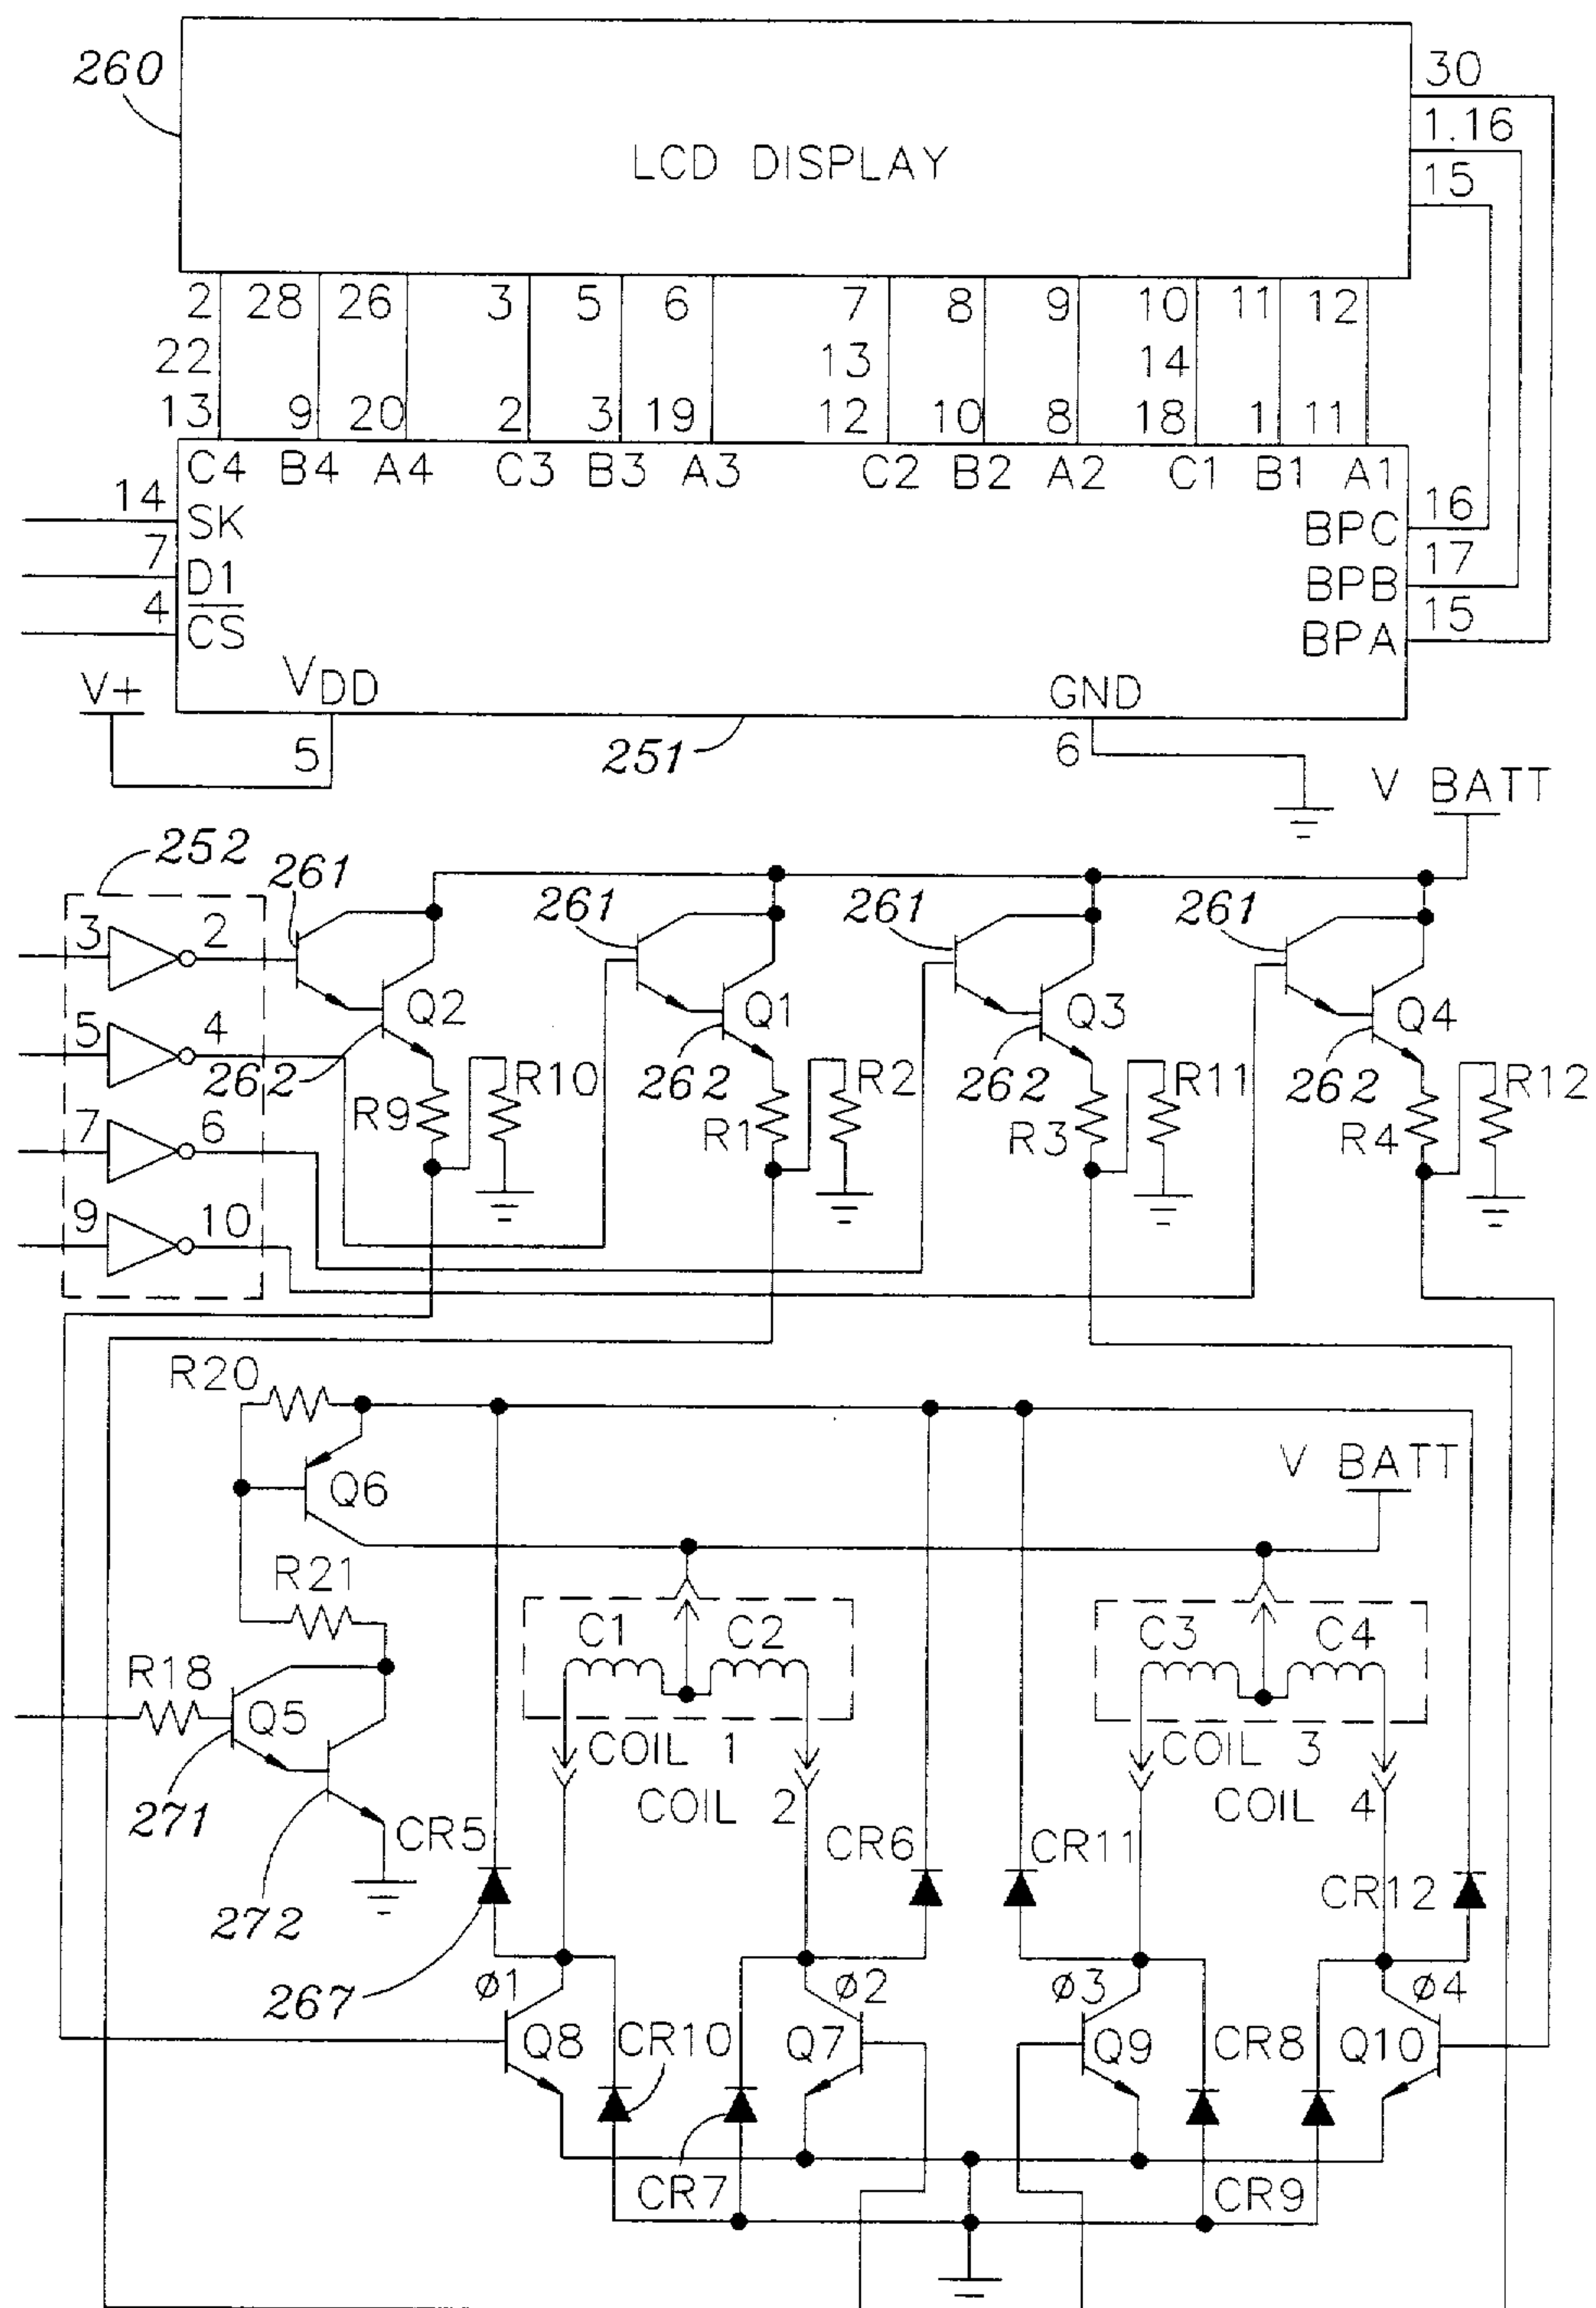 260
30
1.16
15
LCD DISPLAY
2 28 26 3 5 6 7 8 9 10 11 12
22 13 14
13 9 20 2 3 19 12 10 8 18 1 11
C4 B4 A4 C3 B3 A3 C2 B2 A2 C1 B1 A1
14 SK
7 D1
4 CS
BPC 16
BPB 17
BPA 15
V+
VDD
GND
5
251
6
V BATT
252
261 261 261 261
3 2
Q2 Q1 Q3 Q4
5 4
262 262 262 262
R9 R10 R1 R2 R3 R11 R4 R12
7 6
9 10
R20
Q6
V BATT
R21
C1 C2 C3 C4
R18
Q5
COIL 1 COIL 3
COIL 2 COIL 4
271
CR5 CR6 CR11 CR12
272
267
ø1 ø2 ø3 ø4
Q8 CR10 Q7 Q9 CR8 Q10
CR7 CR9